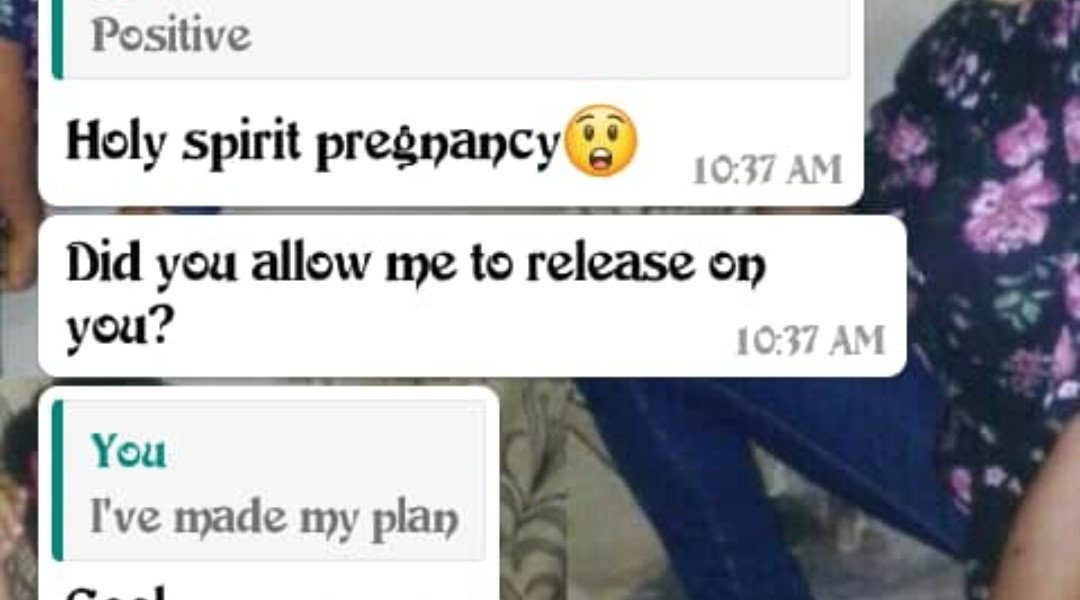 Positive
Holy spirit pregnancy😲
10:37 AM
Did you allow me to release on
you?
10:37 AM
You
I've made my plan